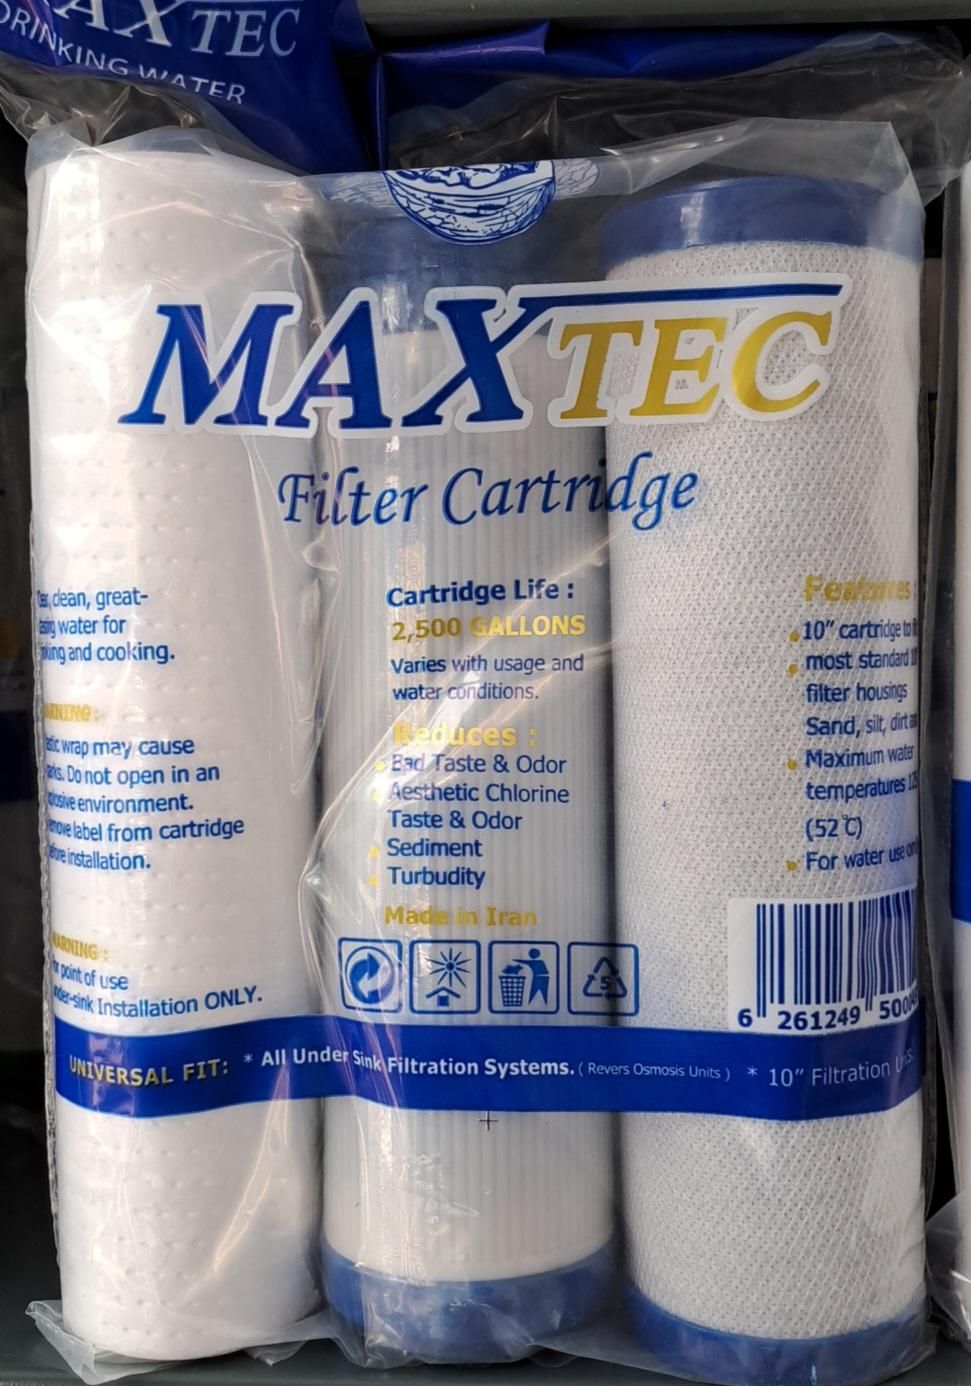 MAXTEC
DRINKING WATER
MAXTEC
Filter Cartridge
clean, great-
water for
and cooking.
Cartridge Life :
2,500 GALLONS
Varies with usage and
water conditions.
Reduces :
Bad Taste & Odor
Aesthetic Chlorine
Taste & Odor
Sediment
Turbudity
Made in Iran
Features :
10" cartridge to
most standard
filter housings
Sand, silt, dirt
Maximum water
temperatures
(52°C)
For water use
wrap may cause
Do not open in an
environment.
label from cartridge
installation.
point of use
Installation ONLY.
5
6 261249
UNIVERSAL FIT: * All Under Sink Filtration Systems. ( Revers Osmosis Units ) * 10" Filtration